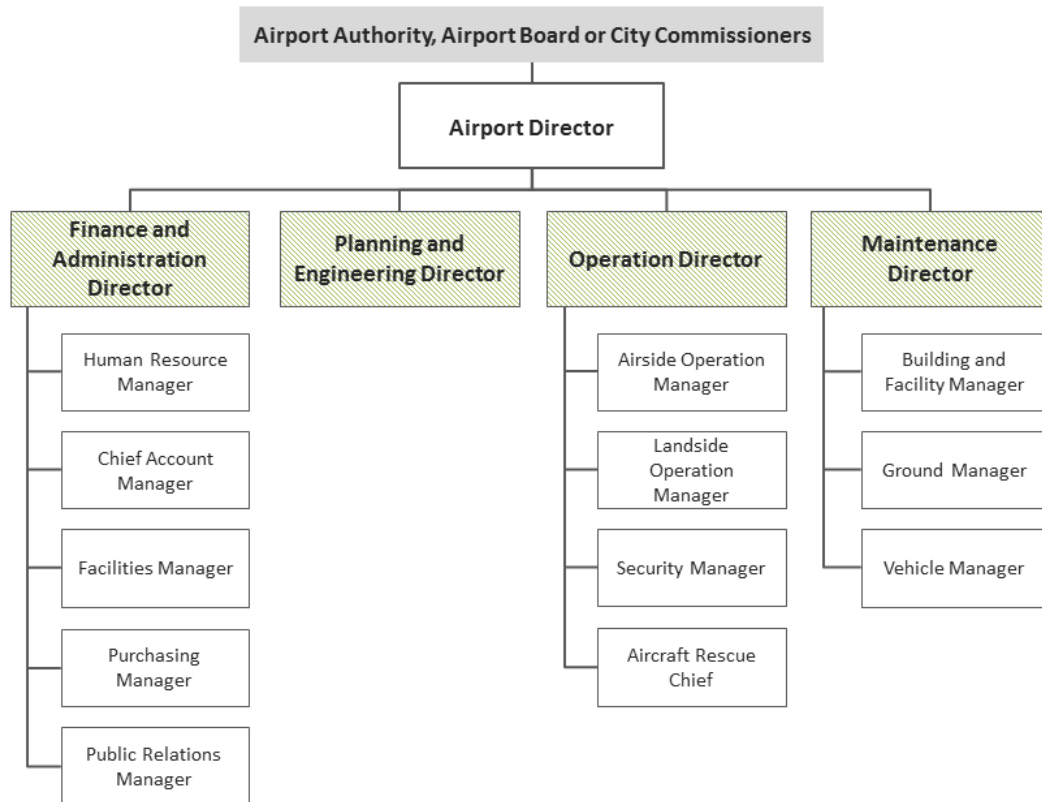 Airport Authority, Airport Board or City Commissioners
Airport Director
Finance and
Administration
Director
Planning and
Engineering Director
Operation Director
Maintenance
Director
Human Resource
Manager
Chief Account
Manager
Facilities Manager
Purchasing
Manager
Public Relations
Manager
Airside Operation
Manager
Landside
Operation
Manager
Security Manager
Aircraft Rescue
Chief
Building and
Facility Manager
Ground Manager
Vehicle Manager